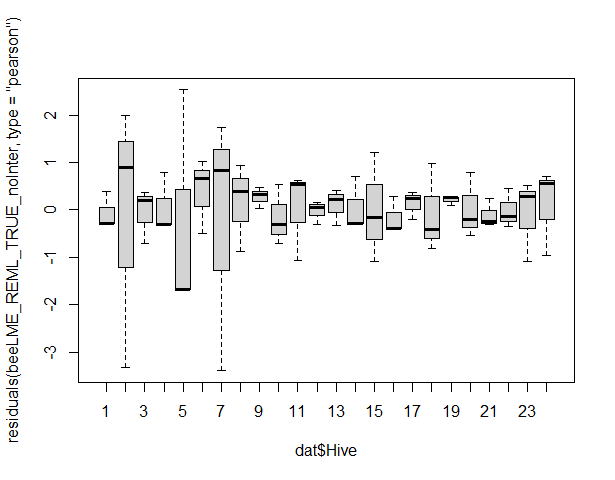 residuals(beeLME_REML_TRUE_noInter, type = "pearson")
2
1
0
-1
-2
-3
1 3 5 7 9 11 13 15 17 19 21 23
dat$Hive